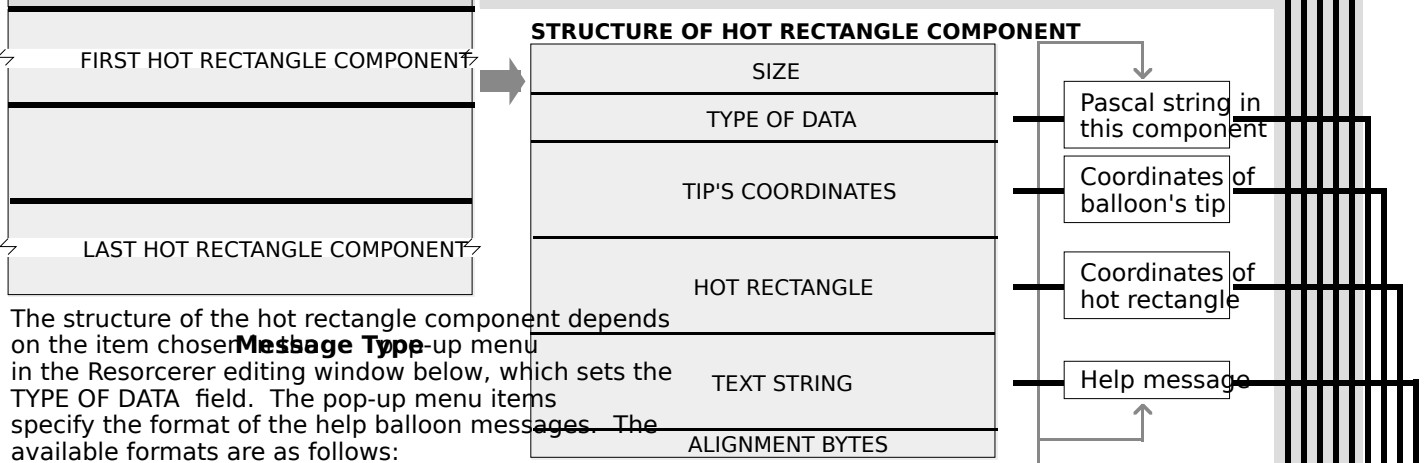 FIRST HOT RECTANGLE COMPONENT
LAST HOT RECTANGLE COMPONENT
The structure of the hot rectangle component depends
on the item chosen Message Type pop-up menu
in the Resorcerer editing window below, which sets the
TYPE OF DATA field. The pop-up menu items
specify the format of the help balloon messages. The
available formats are as follows:
STRUCTURE OF HOT RECTANGLE COMPONENT
SIZE
TYPE OF DATA
TIP'S COORDINATES
HOT RECTANGLE
TEXT STRING
ALIGNMENT BYTES
Pascal string in
this component
Coordinates of
balloon's tip
Coordinates of
hot rectangle
Help message